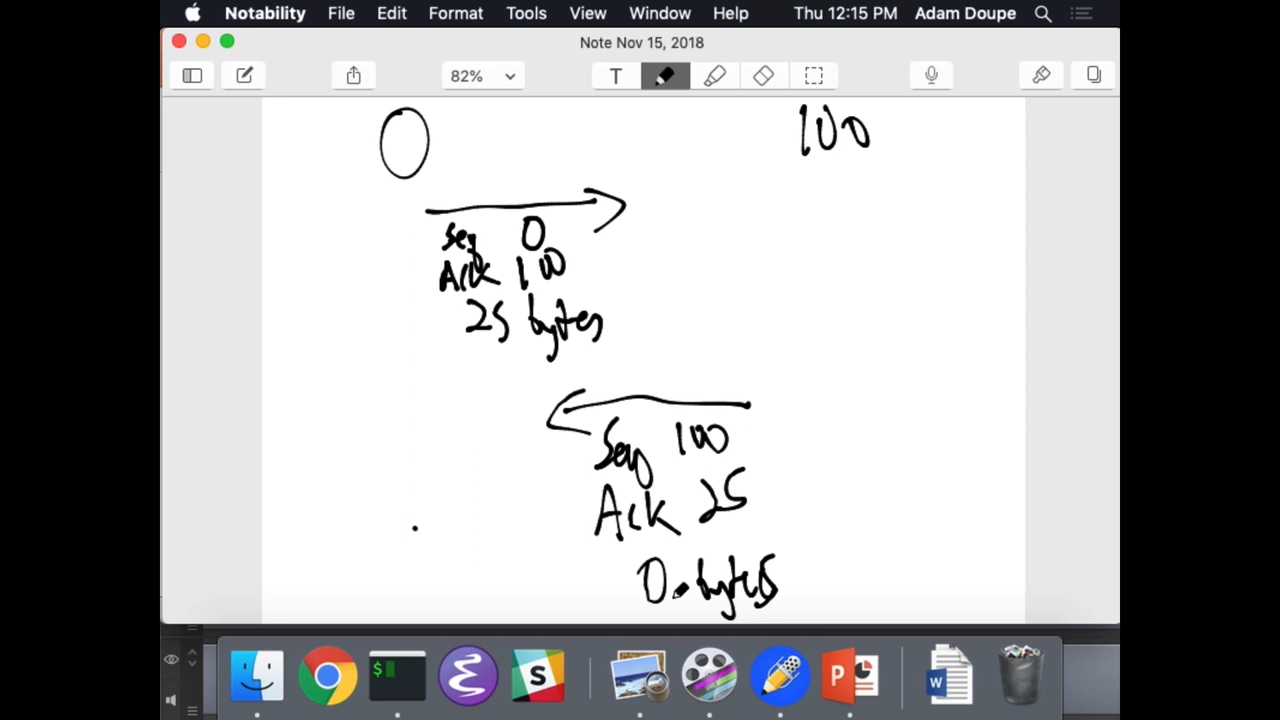 Notability File Edit Format Tools View Window Help Thu 12:15 PM Adam Doupe
Note Nov 15, 2018
82% T
0 100
Seq 0
Ack 100
25 bytes
Seq 100
Ack 25
0 bytes
$ S P W